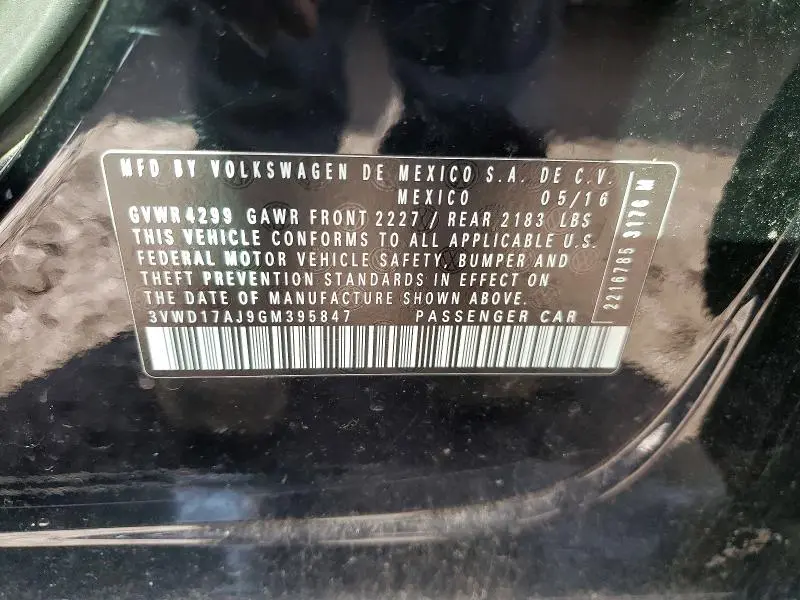 MFD BY VOLKSWAGEN DE MEXICO S.A. DE C.V.
MEXICO 05/16
GVWR 4299 GAWR FRONT 2227 / REAR 2183 LBS
THIS VEHICLE CONFORMS TO ALL APPLICABLE U.S.
FEDERAL MOTOR VEHICLE SAFETY, BUMPER AND
THEFT PREVENTION STANDARDS IN EFFECT ON
THE DATE OF MANUFACTURE SHOWN ABOVE.
3VWD17AJ9GM395847 PASSENGER CAR
2216785 3176 M